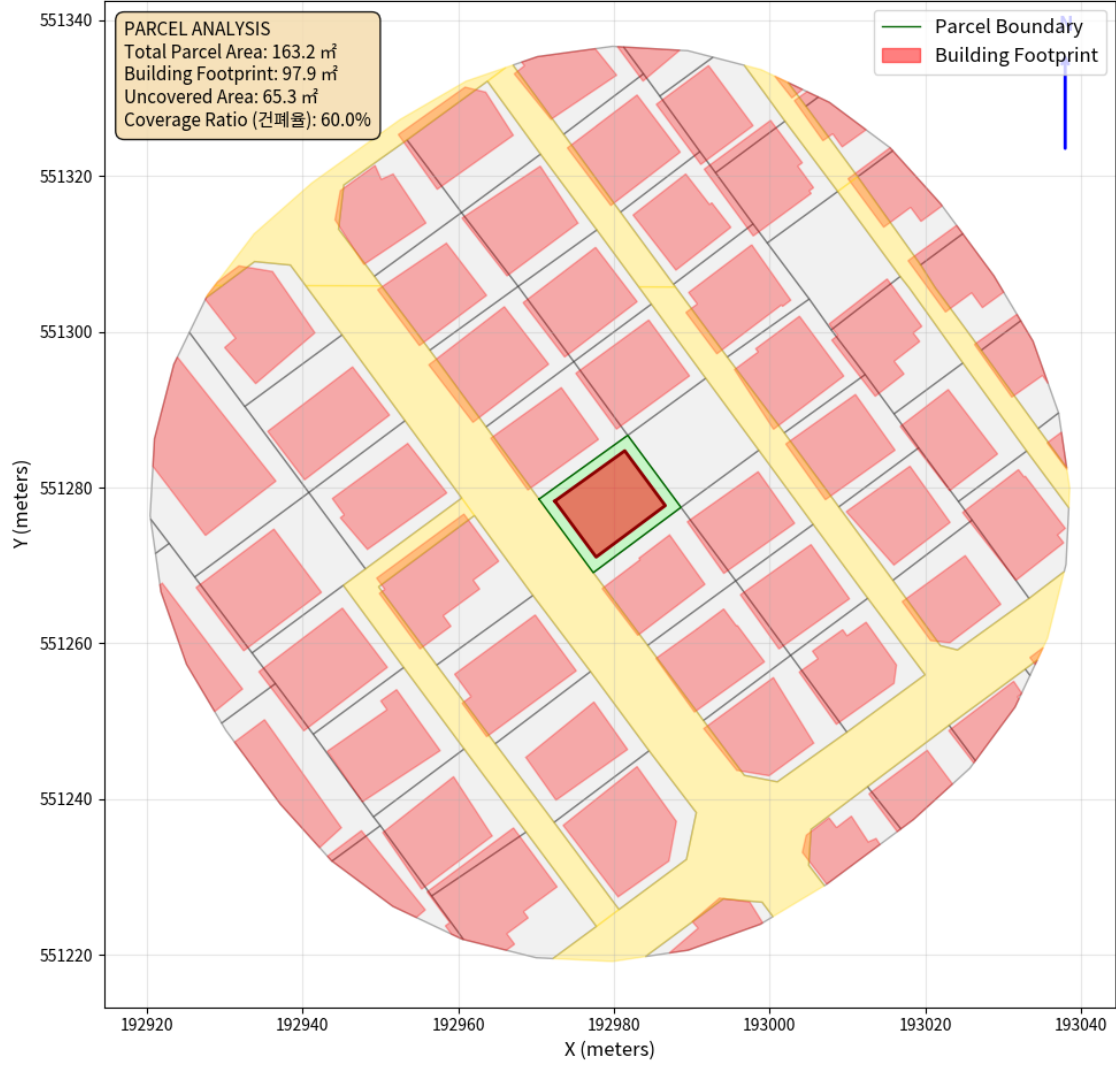 PARCEL ANALYSIS
Total Parcel Area: 163.2 ㎡
Building Footprint: 97.9 ㎡
Uncovered Area: 65.3 ㎡
Coverage Ratio (건폐율): 60.0%
Parcel Boundary
Building Footprint
N
551340
551320
551300
551280
551260
551240
551220
Y (meters)
192920 192940 192960 192980 193000 193020 193040
X (meters)